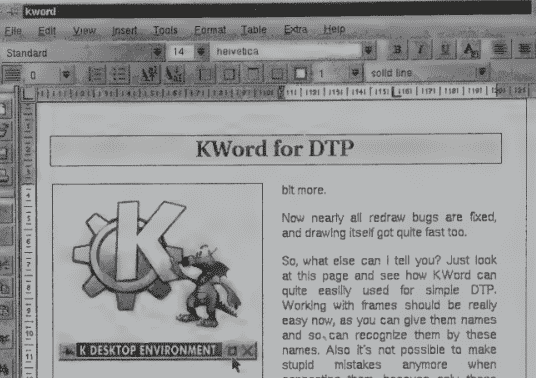 kword
File Edit View Insert Tools Format Table Extra Help
Standard 14 helvetica B I U A
0 1 solid line
KWord for DTP
bit more.
Now nearly all redraw bugs are fixed,
and drawing itself got quite fast too.
So, what else can I tell you? Just look
at this page and see how KWord can
quite easlily used for simple DTP.
Working with frames should be really
easy now, as you can give them names
and so can recognize them by these
names. Also it's not possible to make
stupid mistakes anymore when
K
K DESKTOP ENVIRONMENT